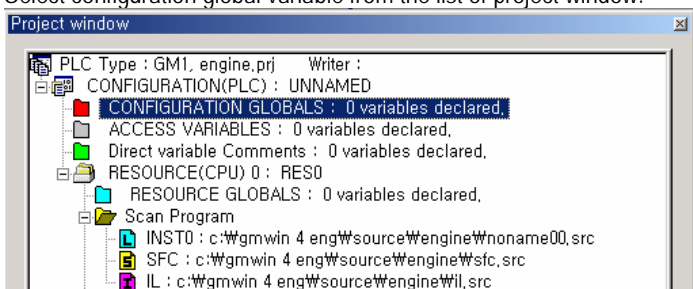 Select configuration global variable from the list of project window.
Project window
PLC Type : GM1, engine,prj Writer :
CONFIGURATION(PLC) : UNNAMED
CONFIGURATION GLOBALS : 0 variables declared,
ACCESS VARIABLES : 0 variables declared,
Direct variable Comments : 0 variables declared,
RESOURCE(CPU) 0 : RES0
RESOURCE GLOBALS : 0 variables declared,
Scan Program
L INST0 : c:₩gmwin 4 eng₩source₩engine₩noname00,src
S SFC : c:₩gmwin 4 eng₩source₩engine₩sfc,src
I IL : c:₩gmwin 4 eng₩source₩engine₩il,src